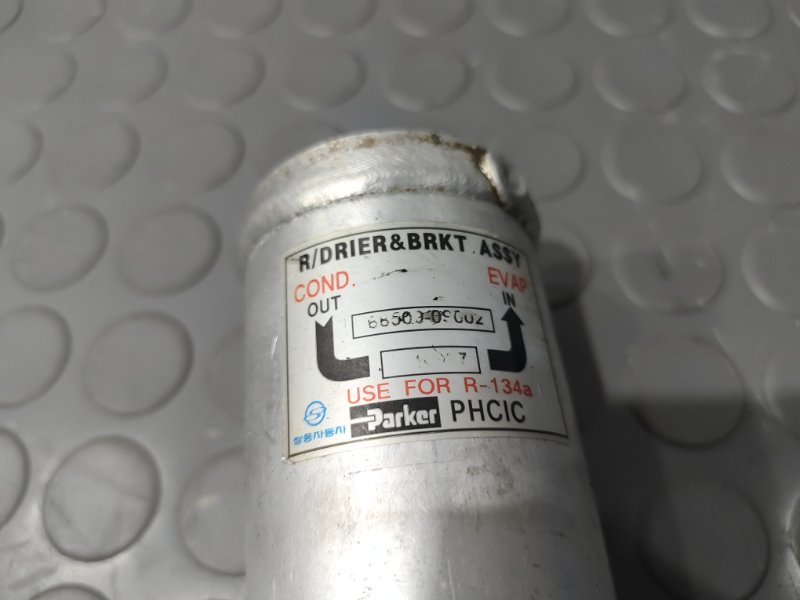 R/DRIER&BRKT.ASSY
COND. EVAP
OUT IN
USE FOR R-134a
쌍용자동차 Parker PHCIC